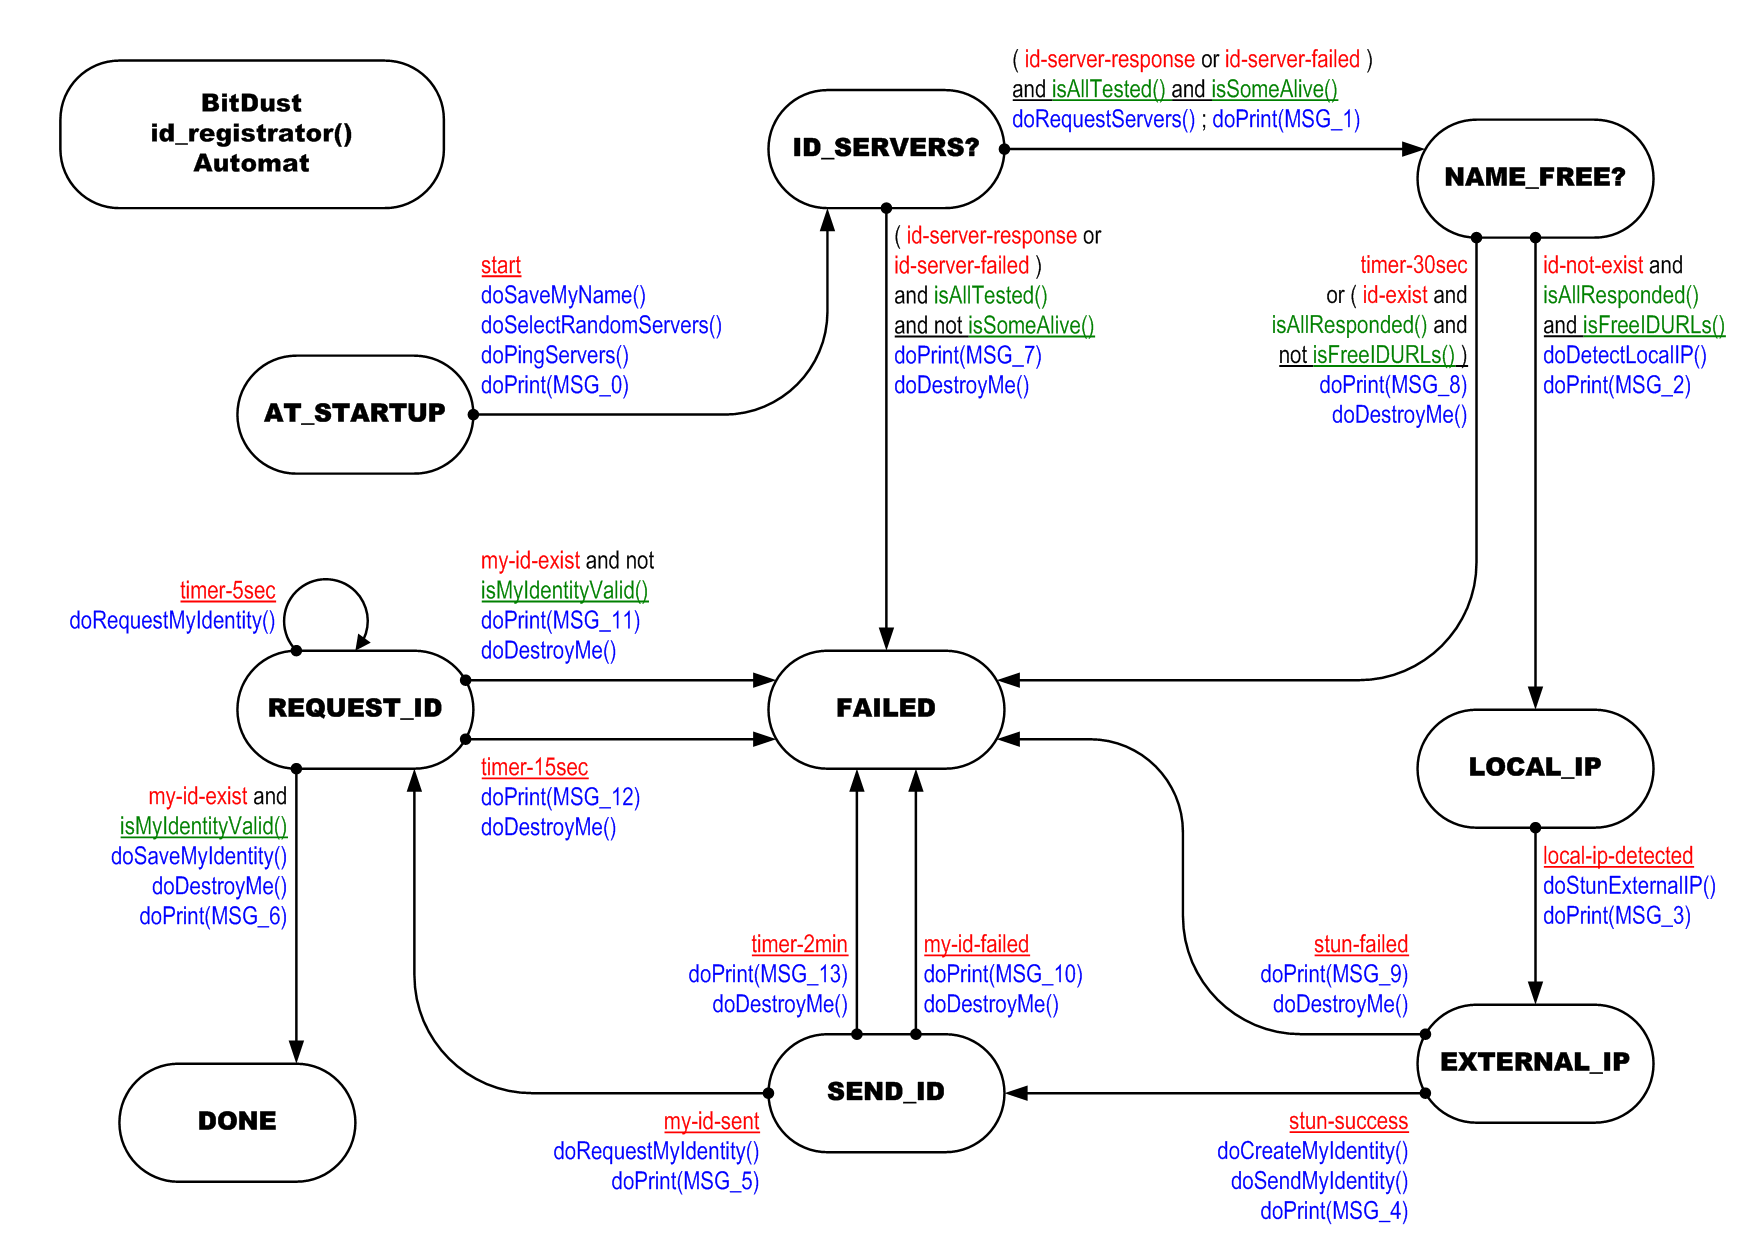 BitDust
id_registrator()
Automat
( id-server-response or id-server-failed )
and isAllTested() and isSomeAlive()
doRequestServers() ; doPrint(MSG_1)
ID_SERVERS?
NAME_FREE?
( id-server-response or
id-server-failed )
and isAllTested()
and not isSomeAlive()
doPrint(MSG_7)
doDestroyMe()
start
doSaveMyName()
doSelectRandomServers()
doPingServers()
doPrint(MSG_0)
AT_STARTUP
timer-30sec
or ( id-exist and
isAllResponded() and
not isFreeIDURLs() )
doPrint(MSG_8)
doDestroyMe()
id-not-exist and
isAllResponded()
and isFreeIDURLs()
doDetectLocalIP()
doPrint(MSG_2)
timer-5sec
doRequestMyIdentity()
my-id-exist and not
isMyIdentityValid()
doPrint(MSG_11)
doDestroyMe()
REQUEST_ID
FAILED
LOCAL_IP
timer-15sec
doPrint(MSG_12)
doDestroyMe()
my-id-exist and
isMyIdentityValid()
doSaveMyIdentity()
doDestroyMe()
doPrint(MSG_6)
local-ip-detected
doStunExternalIP()
doPrint(MSG_3)
timer-2min
doPrint(MSG_13)
doDestroyMe()
my-id-failed
doPrint(MSG_10)
doDestroyMe()
stun-failed
doPrint(MSG_9)
doDestroyMe()
EXTERNAL_IP
SEND_ID
DONE
my-id-sent
doRequestMyIdentity()
doPrint(MSG_5)
stun-success
doCreateMyIdentity()
doSendMyIdentity()
doPrint(MSG_4)